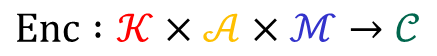 Enc : 𝒦 × 𝒜 × ℳ → 𝒞